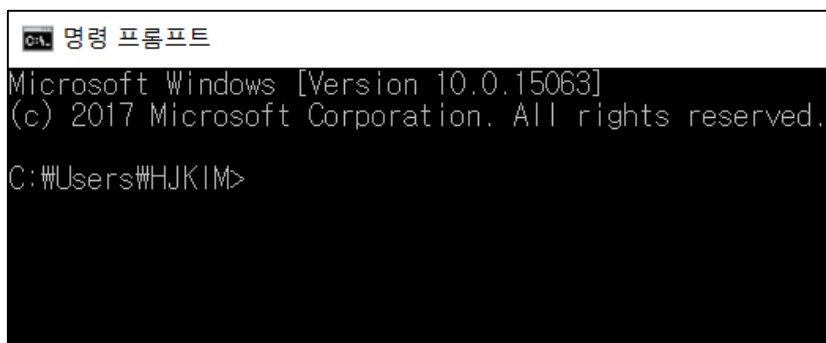 명령 프롬프트
Microsoft Windows [Version 10.0.15063]
(c) 2017 Microsoft Corporation. All rights reserved.
C:₩Users₩HJKIM>